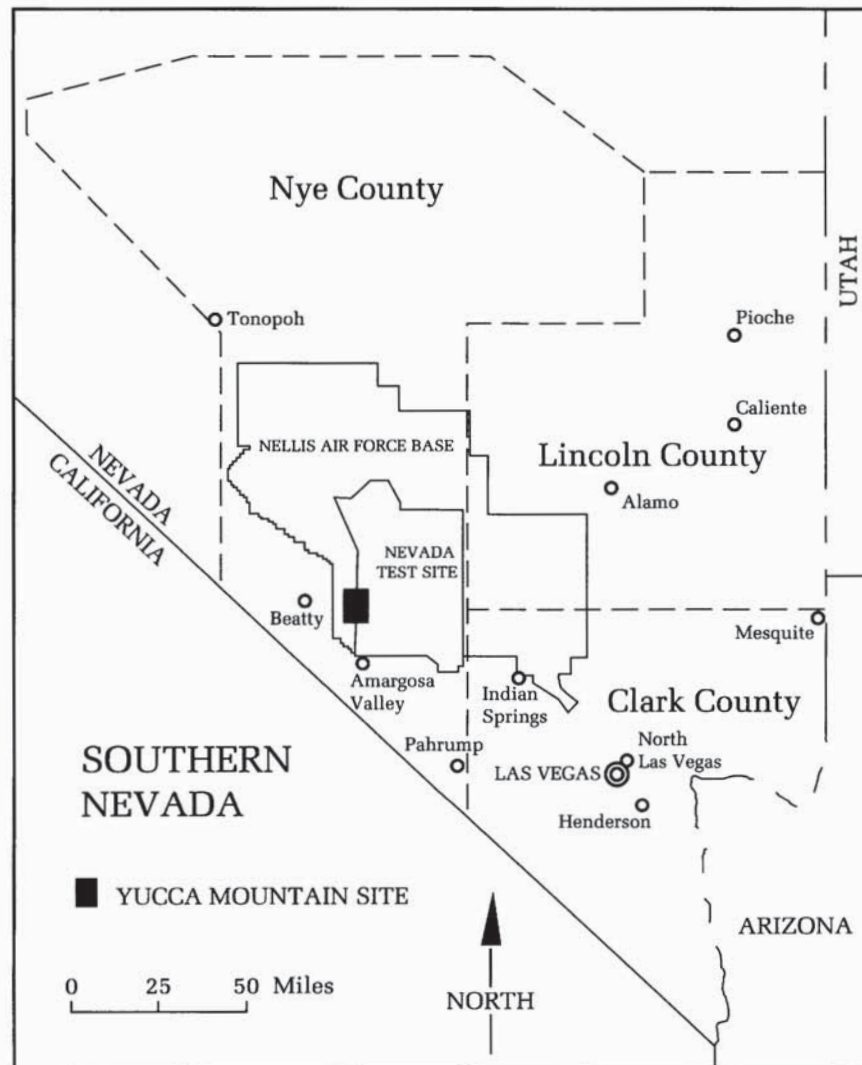 Nye County
UTAH
Tonopoh
Pioche
Caliente
NELLIS AIR FORCE BASE
Lincoln County
NEVADA
CALIFORNIA
Alamo
NEVADA
TEST SITE
Beatty
Mesquite
Amargosa
Valley
Indian
Springs
Clark County
Pahrump
North
Las Vegas
LAS VEGAS
SOUTHERN
NEVADA
Henderson
YUCCA MOUNTAIN SITE
ARIZONA
0 25 50 Miles
NORTH